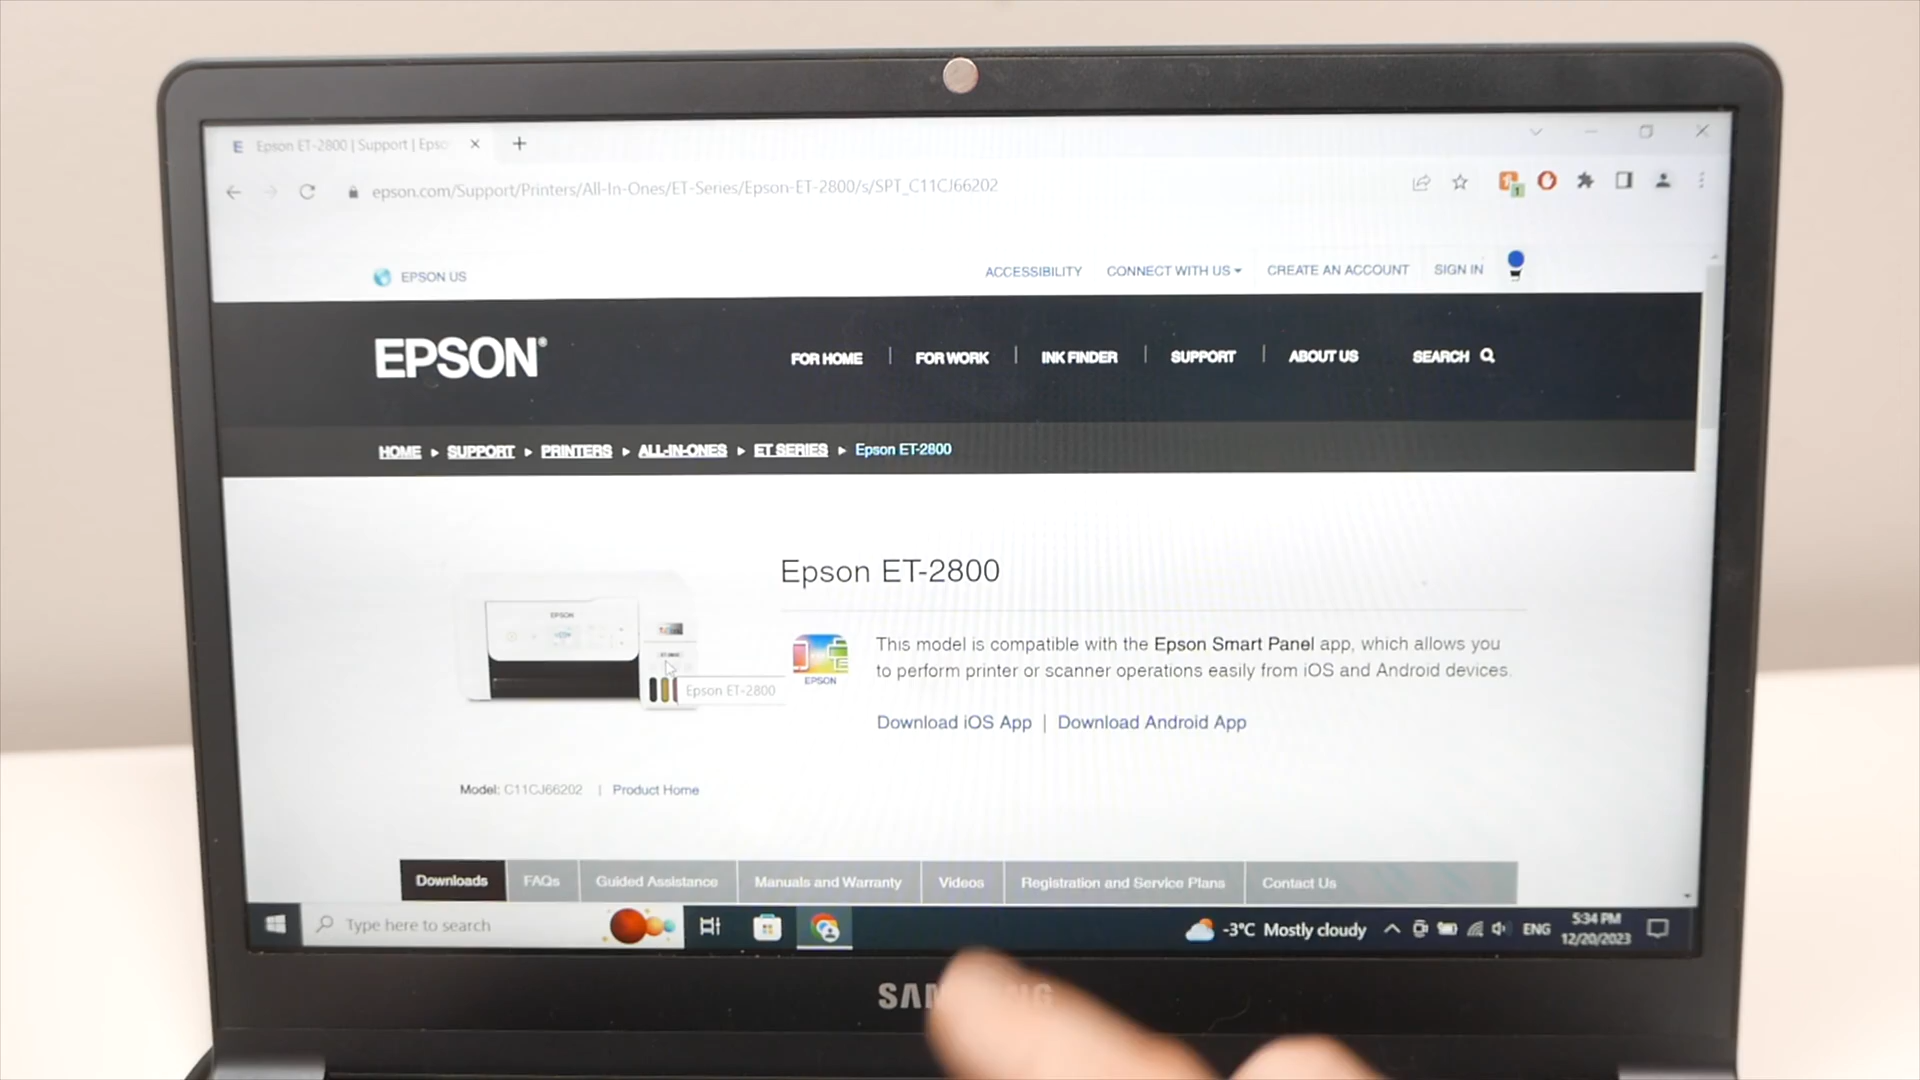 E Epson ET-2800 | Support | Epso
epson.com/Support/Printers/All-In-Ones/ET-Series/Epson-ET-2800/s/SPT_C11CJ66202
1
EPSON US
ACCESSIBILITY CONNECT WITH US CREATE AN ACCOUNT SIGN IN
EPSON®
FOR HOME | FOR WORK | INK FINDER | SUPPORT | ABOUT US SEARCH
HOME ▸ SUPPORT ▸ PRINTERS ▸ ALL-IN-ONES ▸ ET SERIES ▸ Epson ET-2800
Epson ET-2800
EPSON
Epson ET-2800
EPSON
This model is compatible with the Epson Smart Panel app, which allows you
to perform printer or scanner operations easily from iOS and Android devices.
Download iOS App | Download Android App
Model: C11CJ66202 | Product Home
Downloads FAQs Guided Assistance Manuals and Warranty Videos Registration and Service Plans Contact Us
Type here to search
-3°C Mostly cloudy
ENG
5:34 PM
12/20/2023